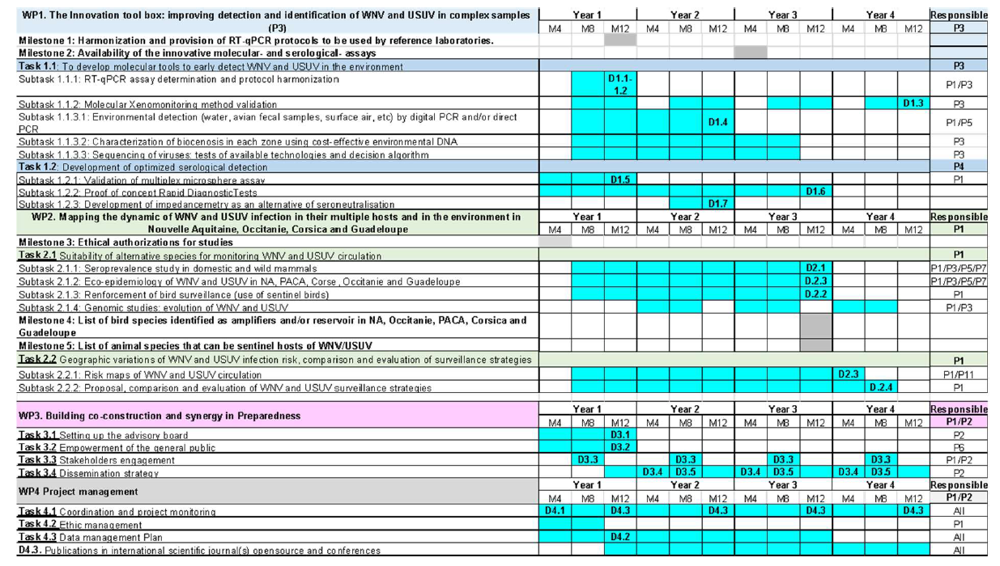 WP1. The Innovation tool box: improving detection and identification of WNV and USUV in complex samples Year 1 Year 2 Year 3 Year 4 Responsible
(P3) M4 M8 M12 M4 M8 M12 M4 M8 M12 M4 M8 M12 P3
Milestone 1: Harmonization and provision of RT-qPCR protocols to be used by reference laboratories.
Milestone 2: Availability of the innovative molecular- and serological- assays
Task 1.1: To develop molecular tools to early detect WNV and USUV in the environment P3
Subtask 1.1.1: RT-qPCR assay determination and protocol harmonization D1.1-1.2 P1/P3
Subtask 1.1.2: Molecular Xenomonitoring method validation D1.3 P3
Subtask 1.1.3.1: Environmental detection (water, avian fecal samples, surface air, etc) by digital PCR and/or direct
PCR D1.4 P1/P5
Subtask 1.1.3.2: Characterization of biocenosis in each zone using cost-effective environmental DNA P3
Subtask 1.1.3.3: Sequencing of viruses: tests of available technologies and decision algorithm P3
Task 1.2: Development of optimized serological detection P4
Subtask 1.2.1: Validation of multiplex microsphere assay D1.5 P1
Subtask 1.2.2: Proof of concept Rapid DiagnosticTests D1.6
Subtask 1.2.3: Development of impedancemetry as an alternative of seroneutralisation D1.7
WP2. Mapping the dynamic of WNV and USUV infection in their multiple hosts and in the environment in Year 1 Year 2 Year 3 Year 4 Responsible
Nouvelle Aquitaine, Occitanie, Corsica and Guadeloupe M4 M8 M12 M4 M8 M12 M4 M8 M12 M4 M8 M12 P1
Milestone 3: Ethical authorizations for studies
Task 2.1 Suitability of alternative species for monitoring WNV and USUV circulation P1
Subtask 2.1.1: Seroprevalence study in domestic and wild mammals D2.1 P1/P3/P5/P7
Subtask 2.1.2: Eco-epidemiology of WNV and USUV in NA, PACA, Corse , Occitanie and Guadeloupe D.2.3 P1/P3/P5/P7
Subtask 2.1.3: Renforcement of bird surveillance (use of sentinel birds) D.2.2 P1
Subtask 2.1.4: Genomic studies: evolution of WNV and USUV P1/P3
Milestone 4: List of bird species identified as amplifiers and/or reservoir in NA, Occitanie, PACA, Corsica and
Guadeloupe
Milestone 5: List of animal species that can be sentinel hosts of WNV/USUV
Task 2.2 Geographic variations of WNV and USUV infection risk, comparison and evaluation of surveillance strategies P1
Subtask 2.2.1: Risk maps of WNV and USUV circulation D2.3 P1/P11
Subtask 2.2.2: Proposal, comparison and evaluation of WNV and USUV surveillance strategies D.2.4 P1
WP3. Building co-construction and synergy in Preparedness Year 1 Year 2 Year 3 Year 4 Responsible
M4 M8 M12 M4 M8 M12 M4 M8 M12 M4 M8 M12 P1/P2
Task 3.1 Setting up the advisory board D3.1 P2
Task 3.2 Empowerment of the general public D3.2 P6
Task 3.3 Stakeholders engagement D3.3 D3.3 D3.3 D3.3 P1/P2
Task 3.4 Dissemination strategy D3.4 D3.5 D3.4 D3.5 D3.4 D3.5 P2
WP4 Project management Year 1 Year 2 Year 3 Year 4 Responsible
M4 M8 M12 M4 M8 M12 M4 M8 M12 M4 M8 M12 P1/P2
Task 4.1 Coordination and project monitoring D4.1 D4.3 D4.3 D4.3 D4.3 All
Task 4.2 Ethic management P1
Task 4.3 Data management Plan D4.2 All
D4.3. Publications in international scientific journal(s) opensource and conferences All